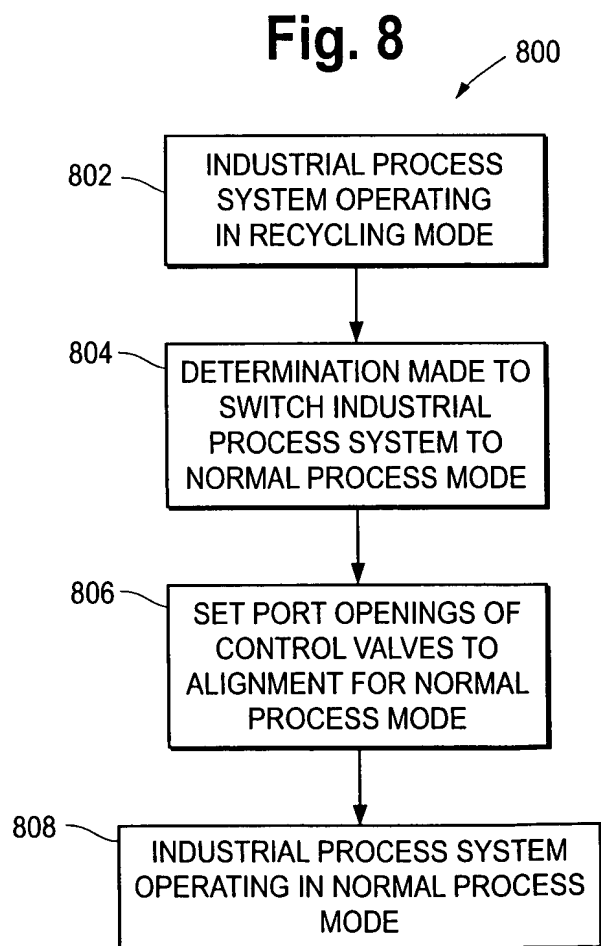 Fig. 8
800
802
INDUSTRIAL PROCESS
SYSTEM OPERATING
IN RECYCLING MODE
804
DETERMINATION MADE TO
SWITCH INDUSTRIAL
PROCESS SYSTEM TO
NORMAL PROCESS MODE
806
SET PORT OPENINGS OF
CONTROL VALVES TO
ALIGNMENT FOR NORMAL
PROCESS MODE
808
INDUSTRIAL PROCESS SYSTEM
OPERATING IN NORMAL PROCESS
MODE